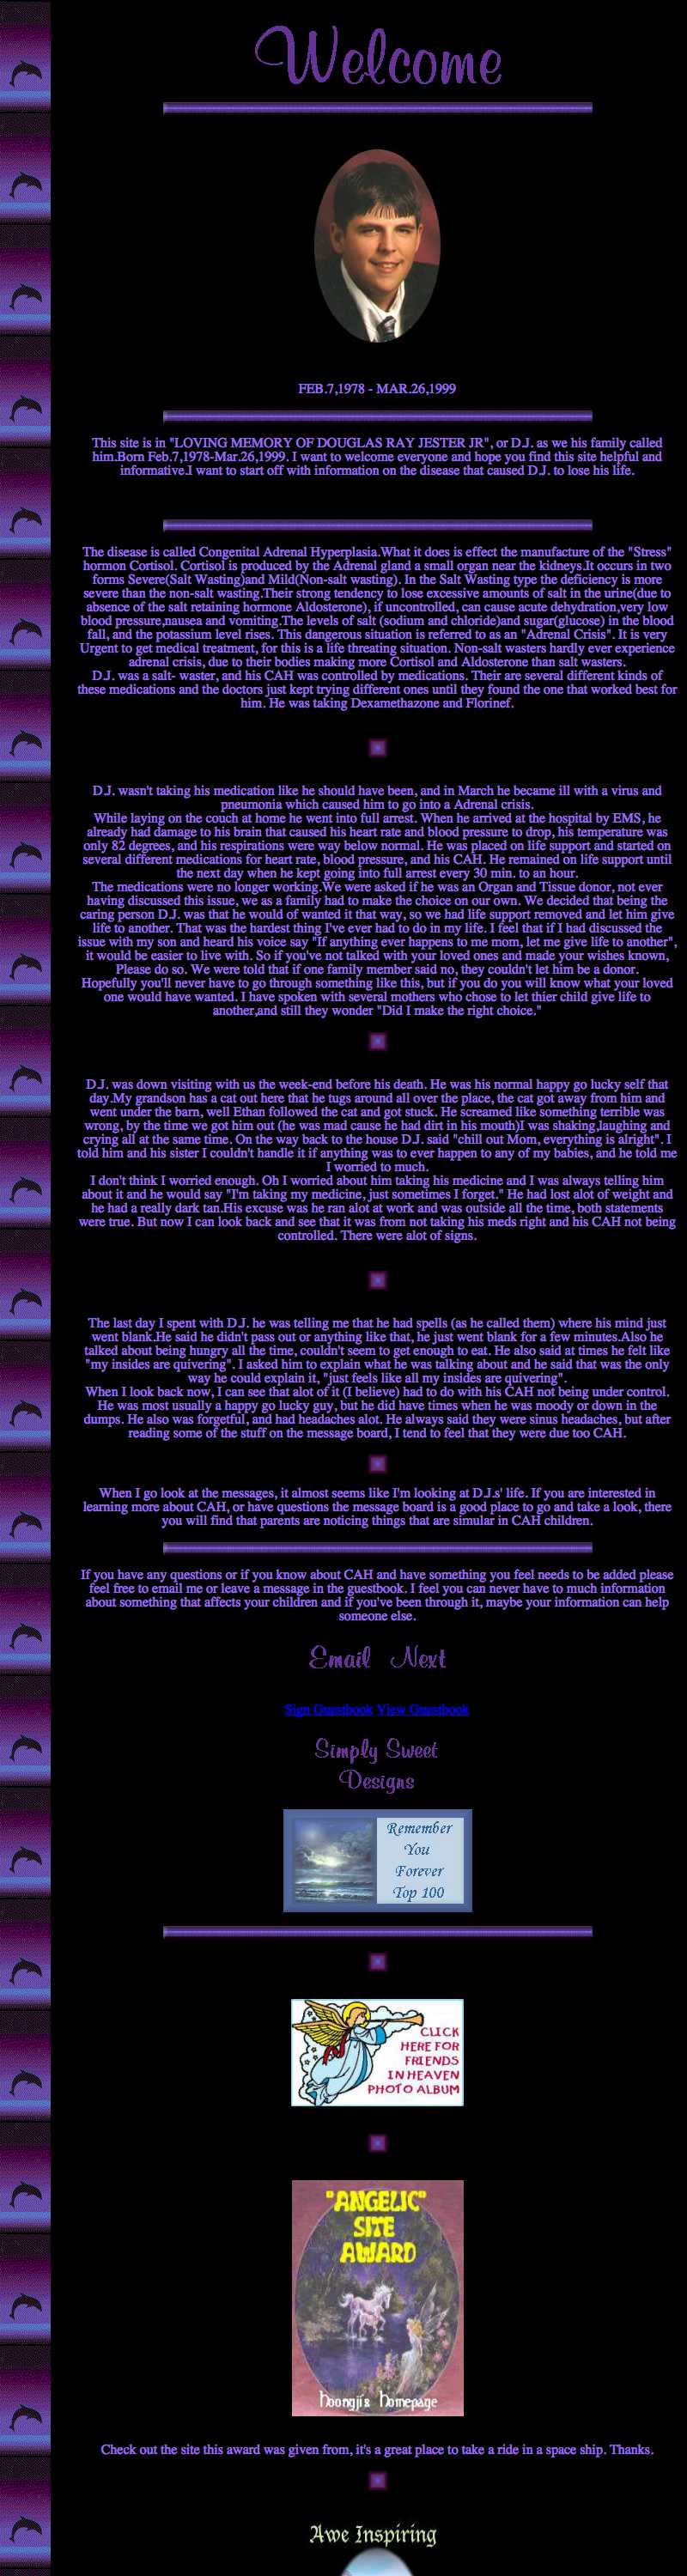 Welcome
FEB.7,1978 - MAR.26,1999
This site is in "LOVING MEMORY OF DOUGLAS RAY JESTER JR", or D.J. as we his family called
him.Born Feb.7,1978-Mar.26,1999. I want to welcome everyone and hope you find this site helpful and
informative.I want to start off with information on the disease that caused D.J. to lose his life.
The disease is called Congenital Adrenal Hyperplasia.What it does is effect the manufacture of the "Stress"
hormon Cortisol. Cortisol is produced by the Adrenal gland a small organ near the kidneys.It occurs in two
forms Severe(Salt Wasting)and Mild(Non-salt wasting). In the Salt Wasting type the deficiency is more
severe than the non-salt wasting.Their strong tendency to lose excessive amounts of salt in the urine(due to
absence of the salt retaining hormone Aldosterone), if uncontrolled, can cause acute dehydration,very low
blood pressure,nausea and vomiting.The levels of salt (sodium and chloride)and sugar(glucose) in the blood
fall, and the potassium level rises. This dangerous situation is referred to as an "Adrenal Crisis". It is very
Urgent to get medical treatment, for this is a life threating situation. Non-salt wasters hardly ever experience
adrenal crisis, due to their bodies making more Cortisol and Aldosterone than salt wasters.
D.J. was a salt- waster, and his CAH was controlled by medications. Their are several different kinds of
these medications and the doctors just kept trying different ones until they found the one that worked best for
him. He was taking Dexamethazone and Florinef.
D.J. wasn't taking his medication like he should have been, and in March he became ill with a virus and
pneumonia which caused him to go into a Adrenal crisis.
While laying on the couch at home he went into full arrest. When he arrived at the hospital by EMS, he
already had damage to his brain that caused his heart rate and blood pressure to drop, his temperature was
only 82 degrees, and his respirations were way below normal. He was placed on life support and started on
several different medications for heart rate, blood pressure, and his CAH. He remained on life support until
the next day when he kept going into full arrest every 30 min. to an hour.
The medications were no longer working.We were asked if he was an Organ and Tissue donor, not ever
having discussed this issue, we as a family had to make the choice on our own. We decided that being the
caring person D.J. was that he would of wanted it that way, so we had life support removed and let him give
life to another. That was the hardest thing I've ever had to do in my life. I feel that if I had discussed the
issue with my son and heard his voice say "If anything ever happens to me mom, let me give life to another",
it would be easier to live with. So if you've not talked with your loved ones and made your wishes known,
Please do so. We were told that if one family member said no, they couldn't let him be a donor.
Hopefully you'll never have to go through something like this, but if you do you will know what your loved
one would have wanted. I have spoken with several mothers who chose to let thier child give life to
another,and still they wonder "Did I make the right choice."
D.J. was down visiting with us the week-end before his death. He was his normal happy go lucky self that
day.My grandson has a cat out here that he tugs around all over the place, the cat got away from him and
went under the barn, well Ethan followed the cat and got stuck. He screamed like something terrible was
wrong, by the time we got him out (he was mad cause he had dirt in his mouth)I was shaking,laughing and
crying all at the same time. On the way back to the house D.J. said "chill out Mom, everything is alright". I
told him and his sister I couldn't handle it if anything was to ever happen to any of my babies, and he told me
I worried to much.
I don't think I worried enough. Oh I worried about him taking his medicine and I was always telling him
about it and he would say "I'm taking my medicine, just sometimes I forget." He had lost alot of weight and
he had a really dark tan.His excuse was he ran alot at work and was outside all the time, both statements
were true. But now I can look back and see that it was from not taking his meds right and his CAH not being
controlled. There were alot of signs.
The last day I spent with D.J. he was telling me that he had spells (as he called them) where his mind just
went blank.He said he didn't pass out or anything like that, he just went blank for a few minutes.Also he
talked about being hungry all the time, couldn't seem to get enough to eat. He also said at times he felt like
"my insides are quivering". I asked him to explain what he was talking about and he said that was the only
way he could explain it, "just feels like all my insides are quivering".
When I look back now, I can see that alot of it (I believe) had to do with his CAH not being under control.
He was most usually a happy go lucky guy, but he did have times when he was moody or down in the
dumps. He also was forgetful, and had headaches alot. He always said they were sinus headaches, but after
reading some of the stuff on the message board, I tend to feel that they were due too CAH.
When I go look at the messages, it almost seems like I'm looking at D.J.s' life. If you are interested in
learning more about CAH, or have questions the message board is a good place to go and take a look, there
you will find that parents are noticing things that are simular in CAH children.
If you have any questions or if you know about CAH and have something you feel needs to be added please
feel free to email me or leave a message in the guestbook. I feel you can never have to much information
about something that affects your children and if you've been through it, maybe your information can help
someone else.
Email Next
Sign Guestbook View Guestbook
Simply Sweet
Designs
Remember
You
Forever
Top 100
CLICK
HERE FOR
FRIENDS
IN HEAVEN
PHOTO ALBUM
"ANGELIC"
SITE
AWARD
hoongjis homepage
Check out the site this award was given from, it's a great place to take a ride in a space ship. Thanks.
Awe Inspiring